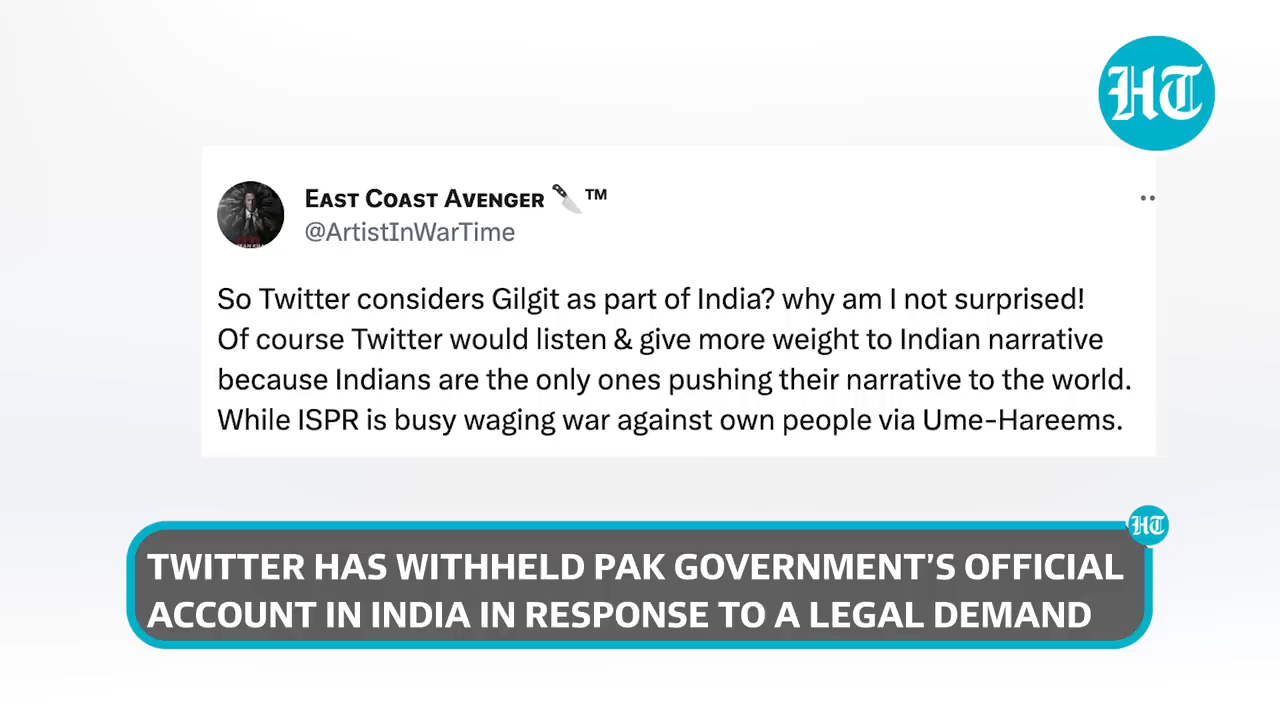 HT
EAST COAST AVENGER 🔪 ™
@ArtistInWarTime
So Twitter considers Gilgit as part of India? why am I not surprised!
Of course Twitter would listen & give more weight to Indian narrative
because Indians are the only ones pushing their narrative to the world.
While ISPR is busy waging war against own people via Ume-Hareems.
HT
TWITTER HAS WITHHELD PAK GOVERNMENT'S OFFICIAL
ACCOUNT IN INDIA IN RESPONSE TO A LEGAL DEMAND